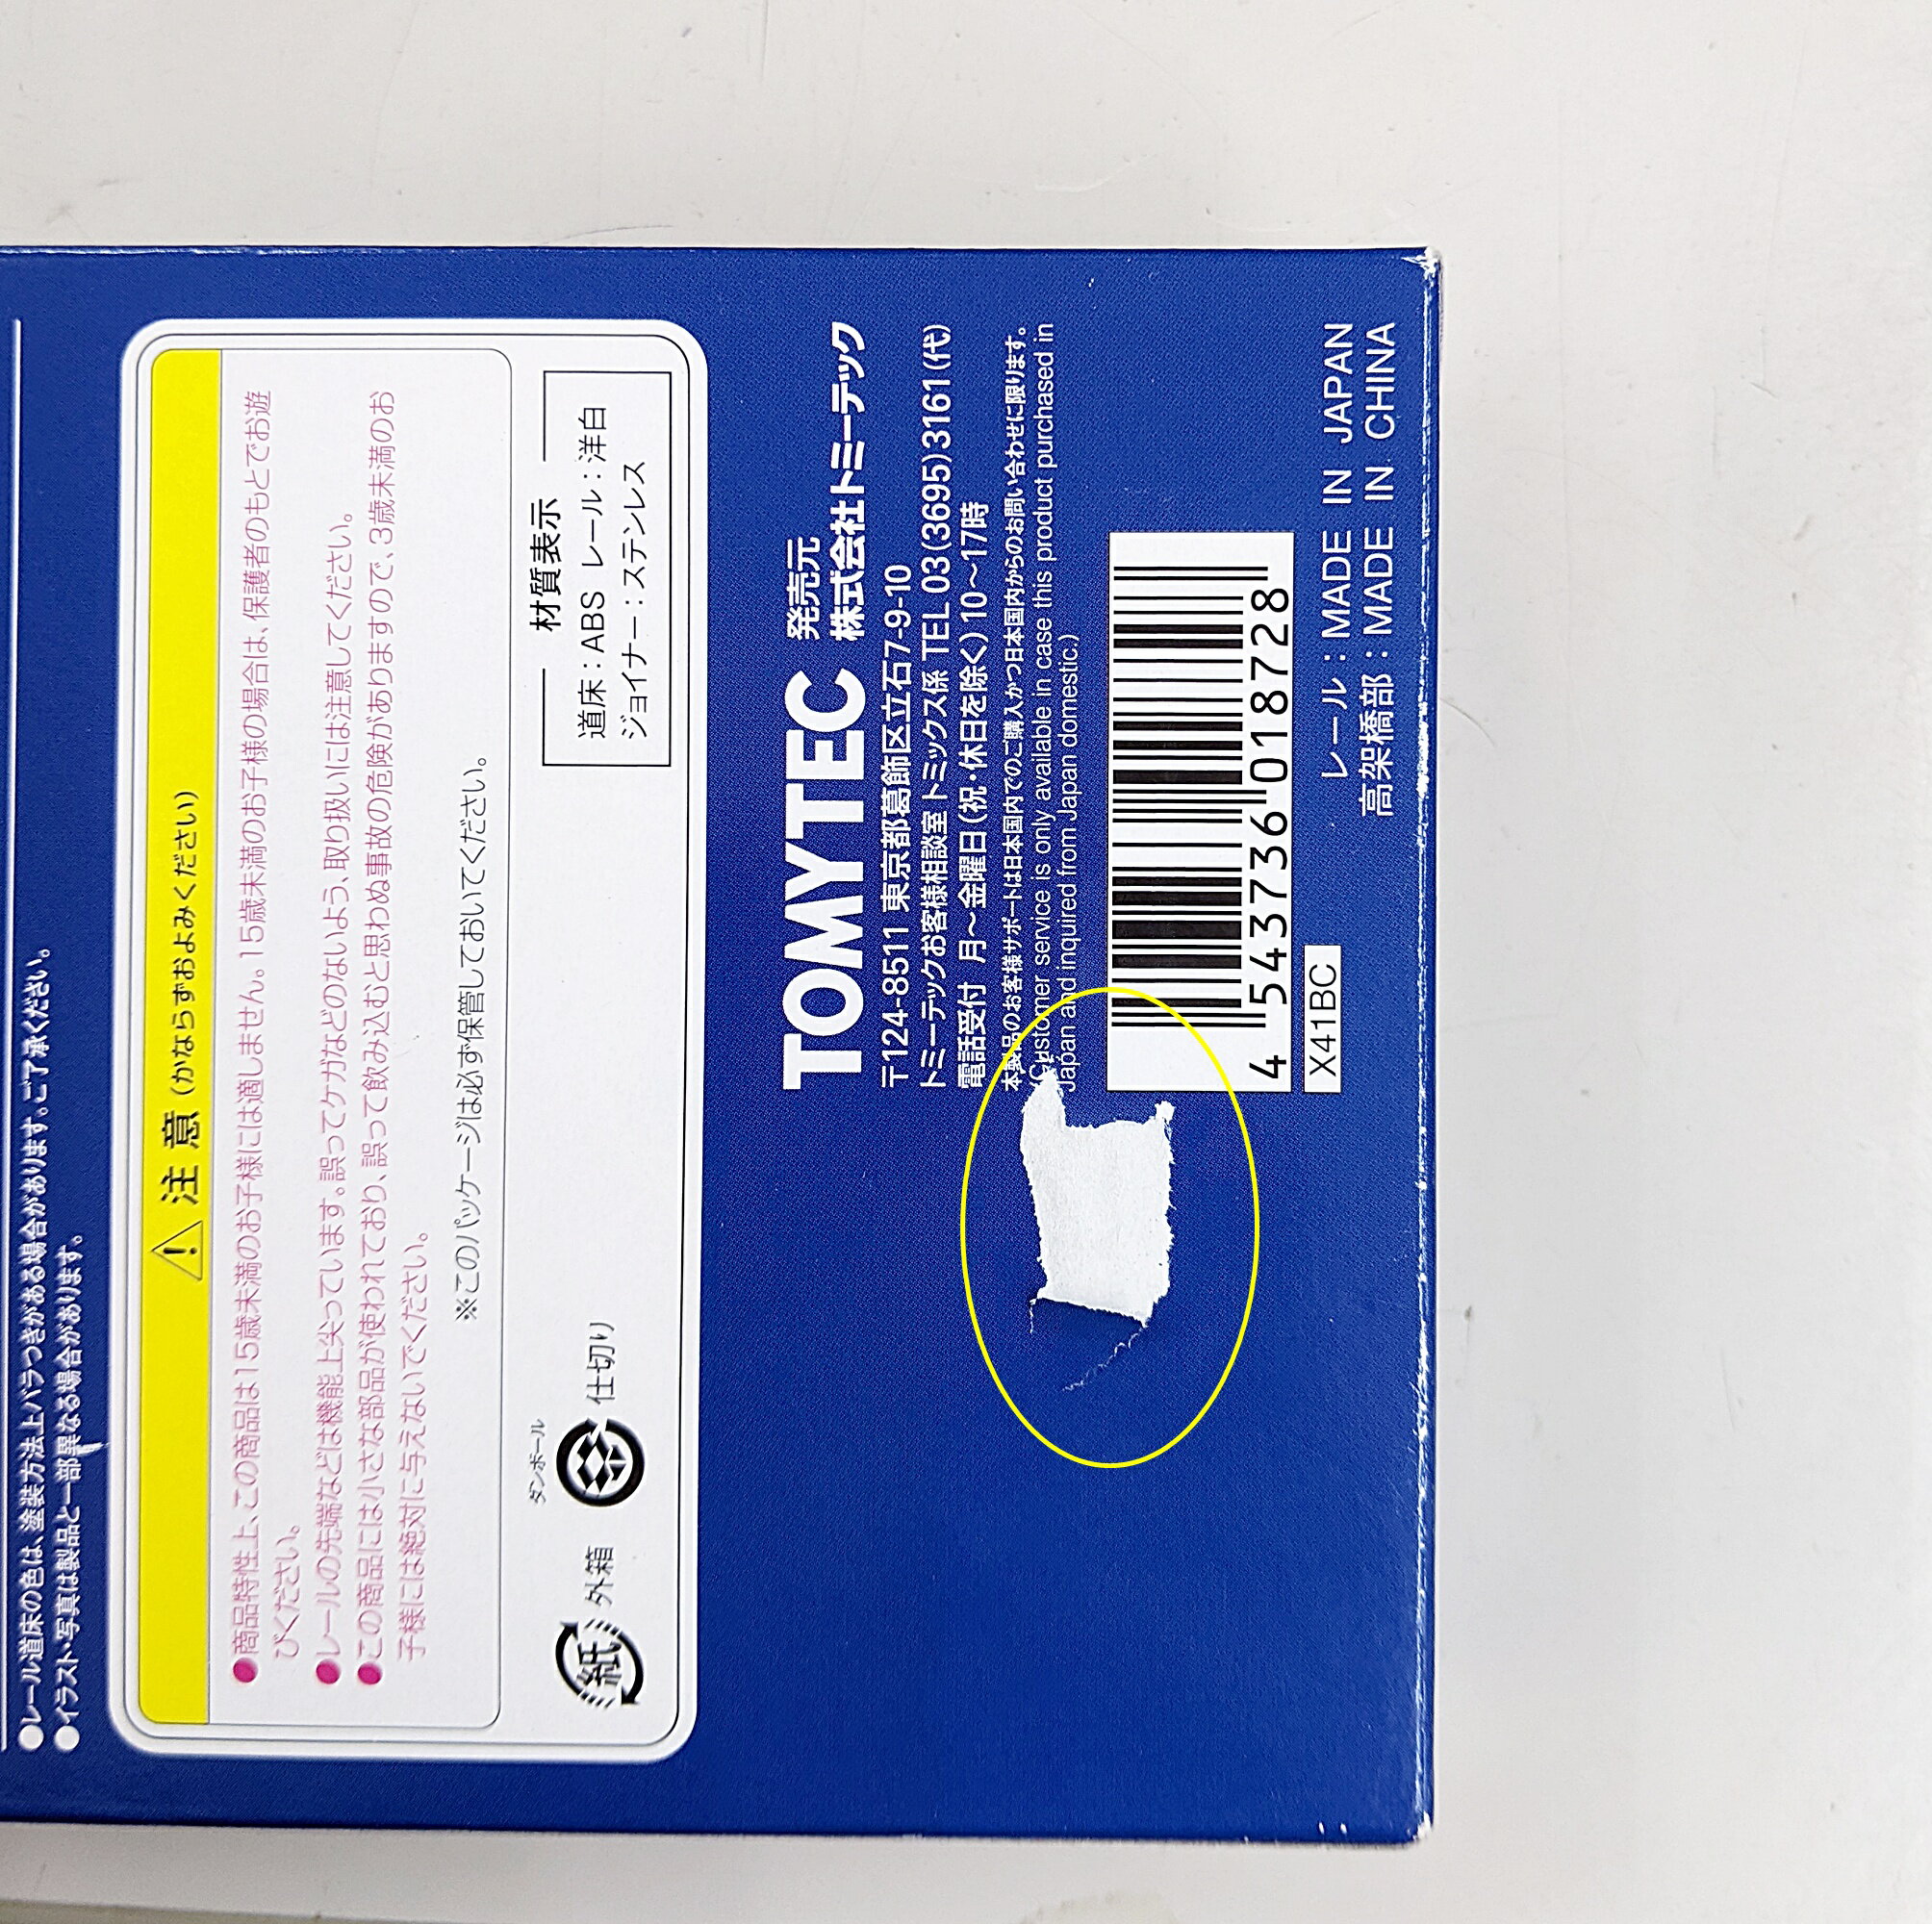 ●レール道床の色は、塗装方法上バラつきがある場合があります。ご了承ください。
●イラスト・写真は製品と一部異なる場合があります。
注意（かならずおよみください）
●商品特性上、この商品は15歳未満のお子様には適しません。15歳未満のお子様の場合は、保護者のもとでお遊
びください。
●レールの先端などは機能上尖っています。誤ってケガなどのないよう、取り扱いには注意してください。
●この商品には小さな部品が使われており、誤って飲み込むと思わぬ事故の危険がありますので、3歳未満のお
子様には絶対に与えないでください。
※このパッケージは必ず保管しておいてください。
紙 外箱
ダンボール
仕切り
材質表示
道床：ABS レール：洋白
ジョイナー：ステンレス
TOMYTEC
発売元
株式会社トミーテック
〒124-8511 東京都葛飾区立石7-9-10
トミーテックお客様相談室 トミックス係 TEL 03(3695)3161(代)
電話受付 月〜金曜日(祝・休日を除く)10〜17時
本製品のお客様サポートは日本国内でのご購入かつ日本国内からのお問い合わせに限ります。
(Customer service is only available in case this product purchased in
Japan and inquired from Japan domestic.)
4 543736 018728
X41BC
レール：MADE IN JAPAN
高架橋部：MADE IN CHINA